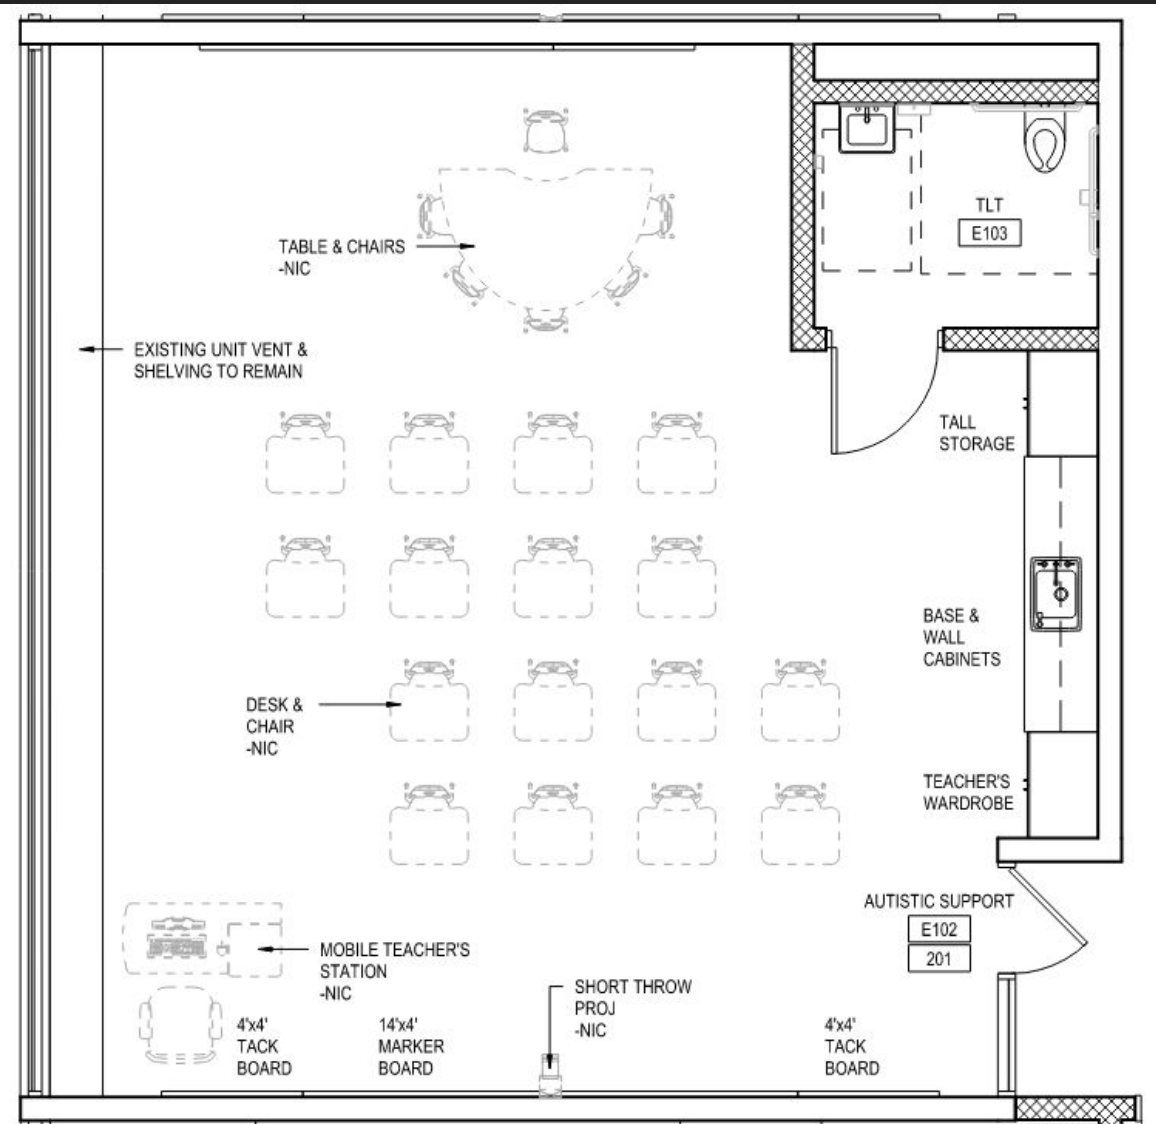 TLT
E103
TABLE & CHAIRS
-NIC
EXISTING UNIT VENT &
SHELVING TO REMAIN
TALL
STORAGE
BASE &
WALL
CABINETS
DESK &
CHAIR
-NIC
TEACHER'S
WARDROBE
AUTISTIC SUPPORT
E102
201
MOBILE TEACHER'S
STATION
-NIC
SHORT THROW
PROJ
-NIC
4'x4'
TACK
BOARD
14'x4'
MARKER
BOARD
4'x4'
TACK
BOARD